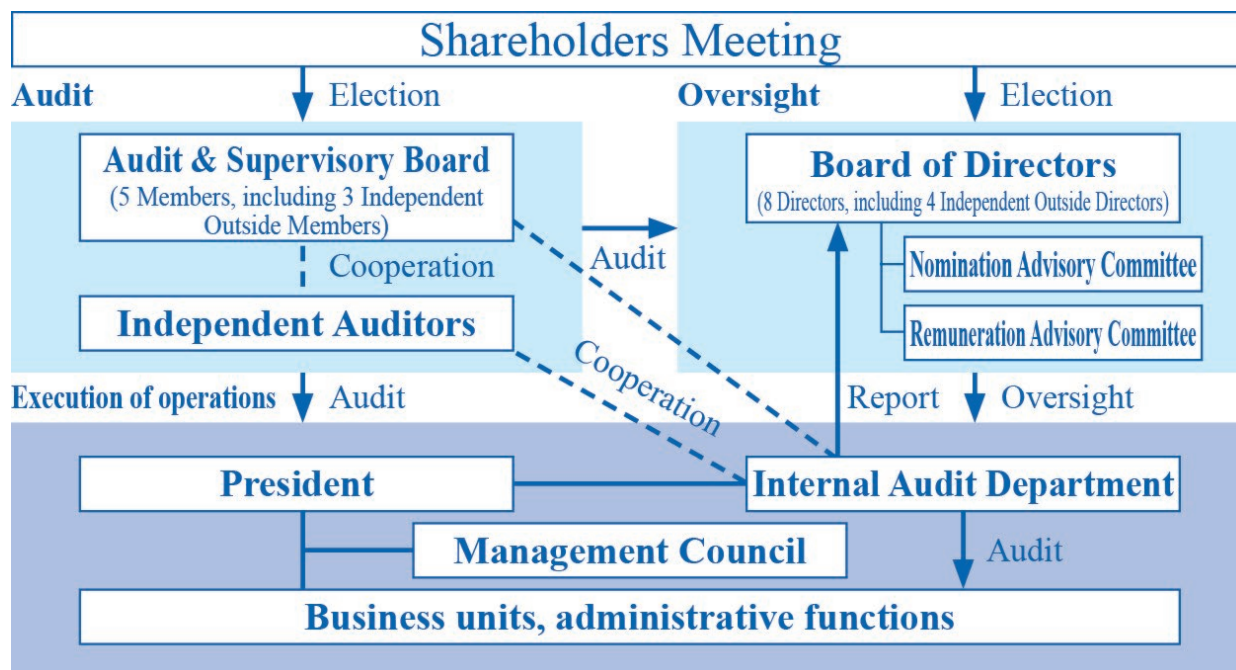 Shareholders Meeting
Audit
Election
Oversight
Election
Audit & Supervisory Board
(5 Members, including 3 Independent
Outside Members)
Board of Directors
(8 Directors, including 4 Independent Outside Directors)
Cooperation
Audit
Nomination Advisory Committee
Independent Auditors
Remuneration Advisory Committee
Cooperation
Execution of operations
Audit
Report
Oversight
President
Internal Audit Department
Management Council
Audit
Business units, administrative functions